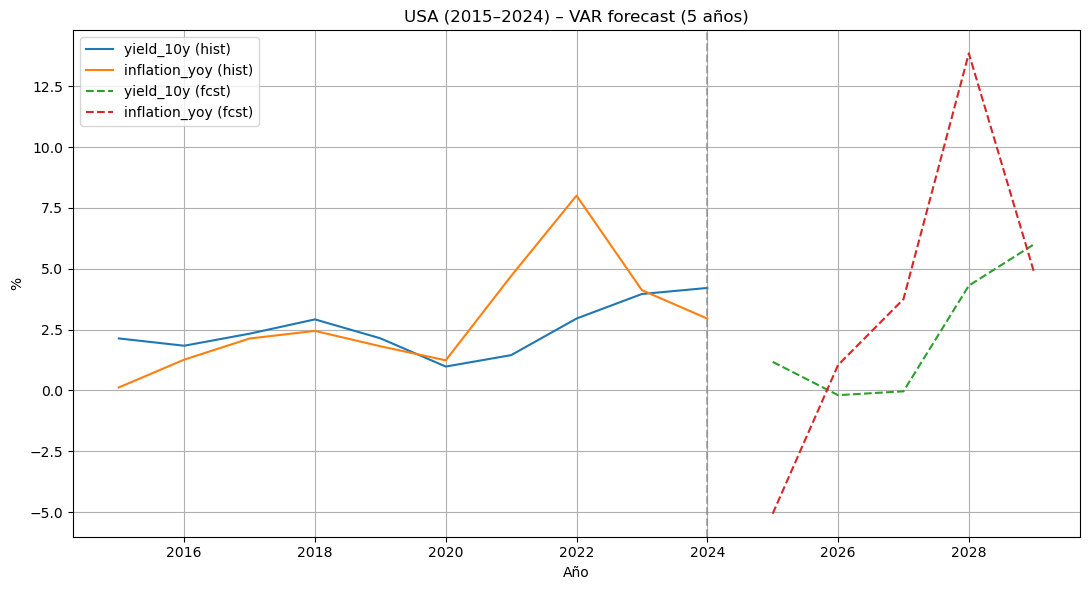 USA (2015–2024) – VAR forecast (5 años)
yield_10y (hist)
inflation_yoy (hist)
yield_10y (fcst)
inflation_yoy (fcst)
%
12.5
10.0
7.5
5.0
2.5
0.0
−2.5
−5.0
2016 2018 2020 2022 2024 2026 2028
Año